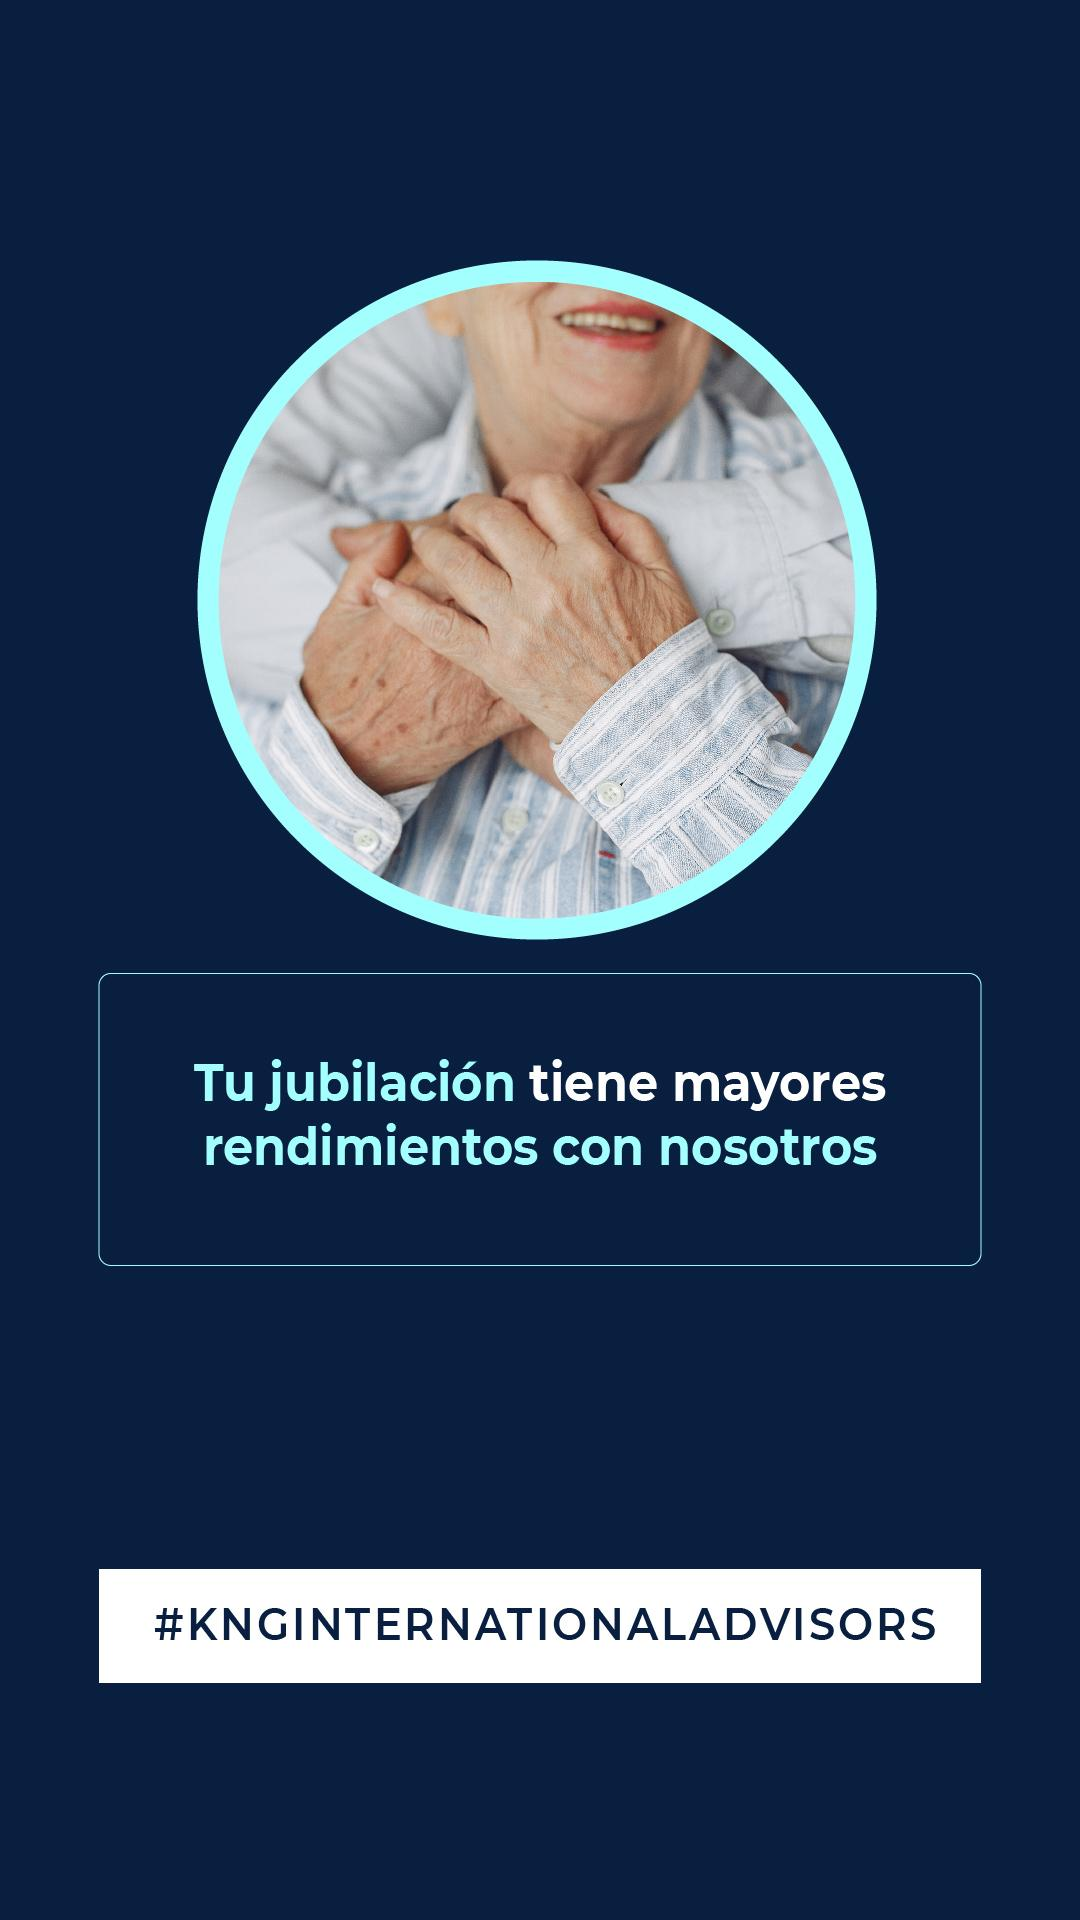 Tu jubilación tiene mayores
rendimientos con nosotros
#KNGINTERNATIONALADVISORS